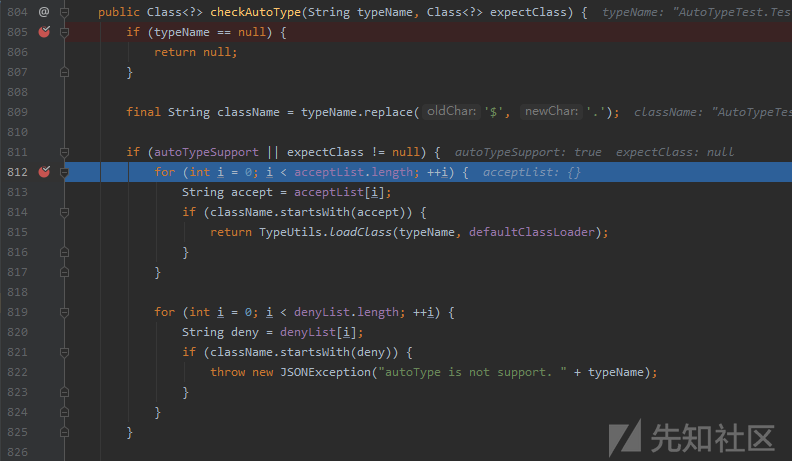 804 @ public Class<?> checkAutoType(String typeName, Class<?> expectClass) { typeName: "AutoTypeTest.Tes
805 if (typeName == null) {
806 return null;
807 }
808
809 final String className = typeName.replace( oldChar: '$', newChar: '.'); className: "AutoTypeTes
810
811 if (autoTypeSupport || expectClass != null) { autoTypeSupport: true expectClass: null
812 for (int i = 0; i < acceptList.length; ++i) { acceptList: {}
813 String accept = acceptList[i];
814 if (className.startsWith(accept)) {
815 return TypeUtils.loadClass(typeName, defaultClassLoader);
816 }
817 }
818
819 for (int i = 0; i < denyList.length; ++i) {
820 String deny = denyList[i];
821 if (className.startsWith(deny)) {
822 throw new JSONException("autoType is not support. " + typeName);
823 }
824 }
825 }
826
先知社区